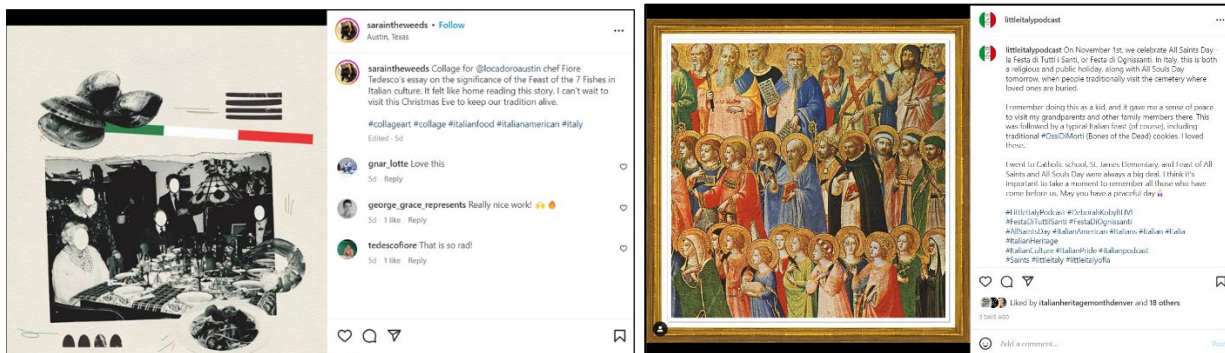 saraintheweeds • Follow
Austin, Texas
saraintheweeds Collage for @locadoroaustin chef Fiore
Tedesco's essay on the significance of the Feast of the 7 Fishes in
Italian culture. It felt like home reading this story. I can't wait to
visit this Christmas Eve to keep our tradition alive.
#collageart #collage #italianfood #italianamerican #italy
Edited · 5d
gnar_lotte Love this
5d Reply
george_grace_represents Really nice work! 🙌 🔥
5d 1 like Reply
tedescofiore That is so rad!
5d 1 like Reply
littleitalypodcast
littleitalypodcast On November 1st, we celebrate All Saints Day -
la Festa di Tutti i Santi, or Festa di Ognissanti. In Italy, this is both
a religious and public holiday, along with All Souls Day
tomorrow, when people traditionally visit the cemetery where
loved ones are buried.
I remember doing this as a kid, and it gave me a sense of peace
to visit my grandparents and other family members there. This
was followed by a typical Italian feast (of course), including
traditional #OssiDiMorti (Bones of the Dead) cookies. I loved
these.
I went to Catholic school, St. James Elementary, and Feast of All
Saints and All Souls Day were always a big deal. I think it's
important to take a moment to remember all those who have
come before us. May you have a peaceful day
#LittleItalyPodcast #DeborahKobyltLIVE
#FestaDiTuttiISanti #FestaDiOgnissanti
#AllSaintsDay #ItalianAmerican #Italians #Italian #Italia
#ItalianHeritage
#ItalianCulture #ItalianPride #italianpodcast
#Saints #littleitaly #littleitalyofla
Liked by italianheritagemonthdenver and 18 others
DAYS AGO
Add a comment...
Post